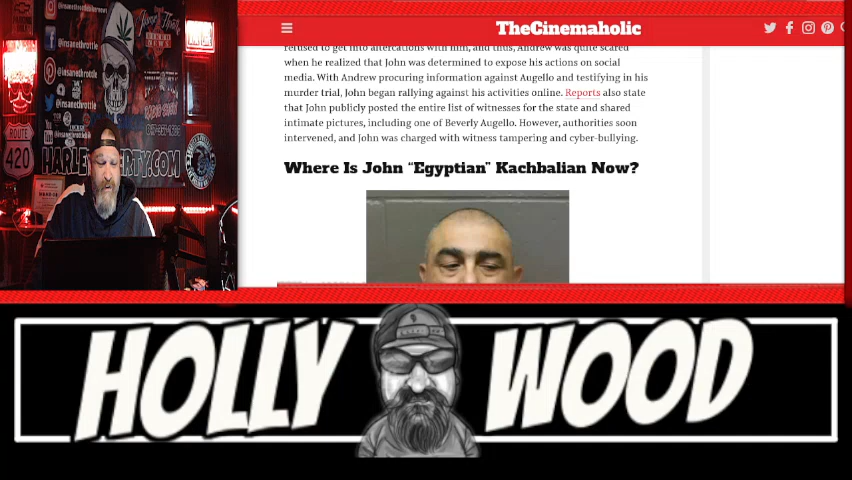 @insanethrottle
@insanethrottle
ROUTE
420
TheCinemaholic
refused to get into altercations with him, and thus, Andrew was quite scared
when he realized that John was determined to expose his actions on social
media. With Andrew procuring information against Augello and testifying in his
murder trial, John began rallying against his activities online. Reports also state
that John publicly posted the entire list of witnesses for the state and shared
intimate pictures, including one of Beverly Augello. However, authorities soon
intervened, and John was charged with witness tampering and cyber-bullying.
Where Is John “Egyptian” Kachbalian Now?
HOLLY WOOD